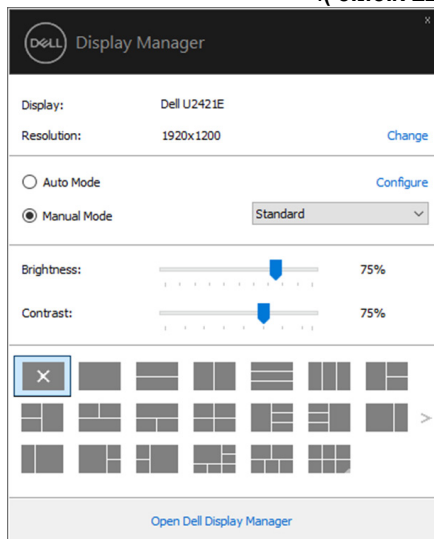 x
DELL Display Manager
Display: Dell U2421E
Resolution: 1920x1200 Change
Auto Mode Configure
Manual Mode Standard
Brightness: 75%
Contrast: 75%
Open Dell Display Manager